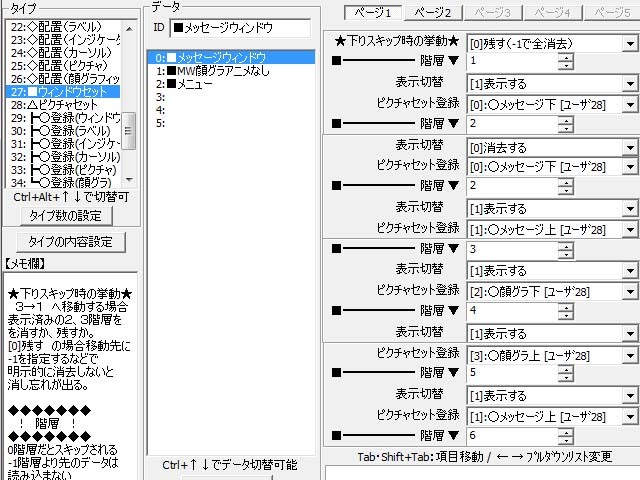 タイプ
22:◇配置(ラベル)
23:◇配置(インジケータ
24:◇配置(カーソル)
25:◇配置(ピクチャ)
26:◇配置(顔グラフィッ
27:■ウィンドウセット
28:△ピクチャセット
29: ┣○登録(ウィンドウ
30: ┣○登録(ラベル)
31: ┣○登録(インジケー
32: ┣○登録(カーソル)
33: ┣○登録(ピクチャ)
34: ┗○登録(顔グラ)
Ctrl+Alt+↑↓で切替可
タイプ数の設定
タイプの内容設定
【メモ欄】
★下りスキップ時の挙動★
3→1 へ移動する場合
表示済みの2、3階層を
を消すか、残すか。
[0]残す の場合移動先に
-1を指定するなどで
明示的に消去しないと
消し忘れが出る。
◆◆◆◆◆◆◆
! 階層 !
◆◆◆◆◆◆◆
0階層だとスキップされる
-1階層より先のデータは
読み込まない
データ
ID ■メッセージウィンドウ
0:■メッセージウィンドウ
1:■MW顔グラアニメなし
2:■メニュー
3:
4:
5:
Ctrl+↑↓でデータ切替可能
ページ1 ページ2 ページ3 ページ4 ページ5
★下りスキップ時の挙動 [0]残す(-1で全消去)
■─── 階層▼ 1
表示切替 [1]表示する
ピクチャセット登録 [0]:○メッセージ下 [ユーザ28]
■─── 階層▼ 2
表示切替 [0]消去する
ピクチャセット登録 [0]:○メッセージ下 [ユーザ28]
■─── 階層▼ 2
表示切替 [1]表示する
ピクチャセット登録 [1]:○メッセージ上 [ユーザ28]
■─── 階層▼ 3
表示切替 [1]表示する
ピクチャセット登録 [2]:○顔グラ下 [ユーザ28]
■─── 階層▼ 4
表示切替 [1]表示する
ピクチャセット登録 [3]:○顔グラ上 [ユーザ28]
■─── 階層▼ 5
表示切替 [1]表示する
ピクチャセット登録 [1]:○メッセージ上 [ユーザ28]
■─── 階層▼ 6
Tab・Shift+Tab:項目移動 / ←→プルダウンリスト変更